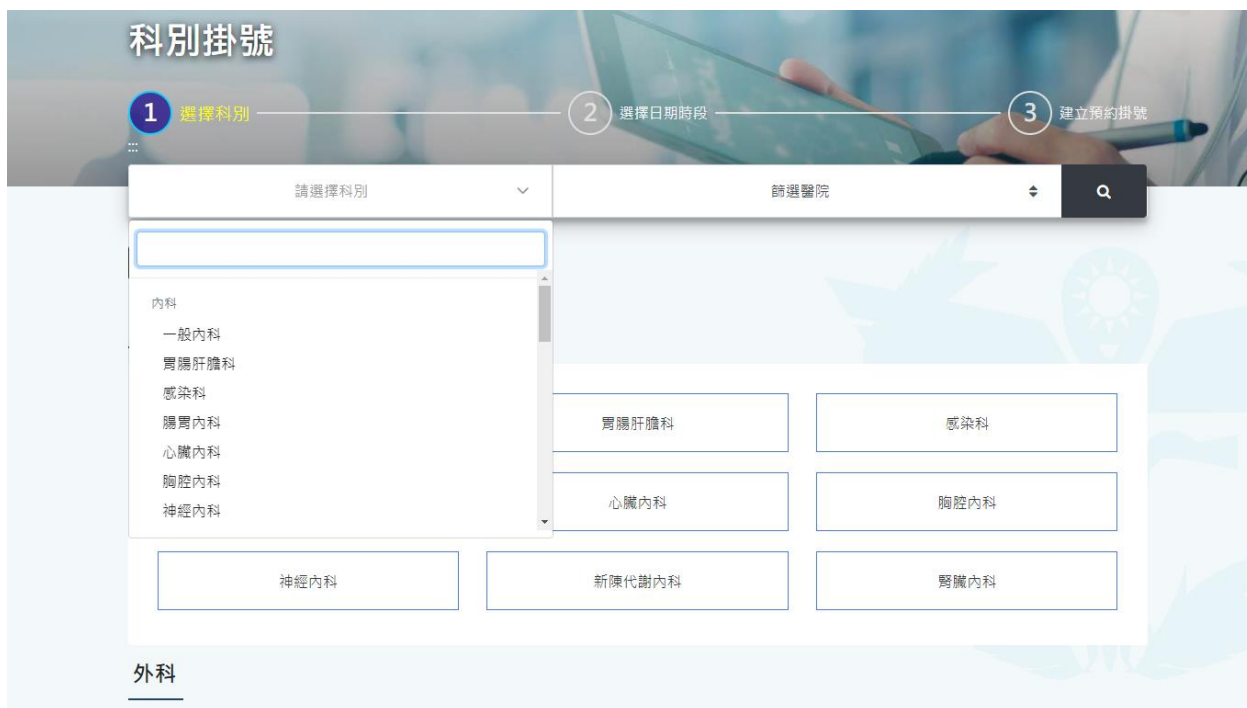 科別掛號
1 選擇科別
2 選擇日期時段
3 建立預約掛號
:::
請選擇科別
篩選醫院
內科
一般內科
胃腸肝膽科
感染科
腸胃內科
心臟內科
胸腔內科
神經內科
胃腸肝膽科
感染科
心臟內科
胸腔內科
神經內科
新陳代謝內科
腎臟內科
外科